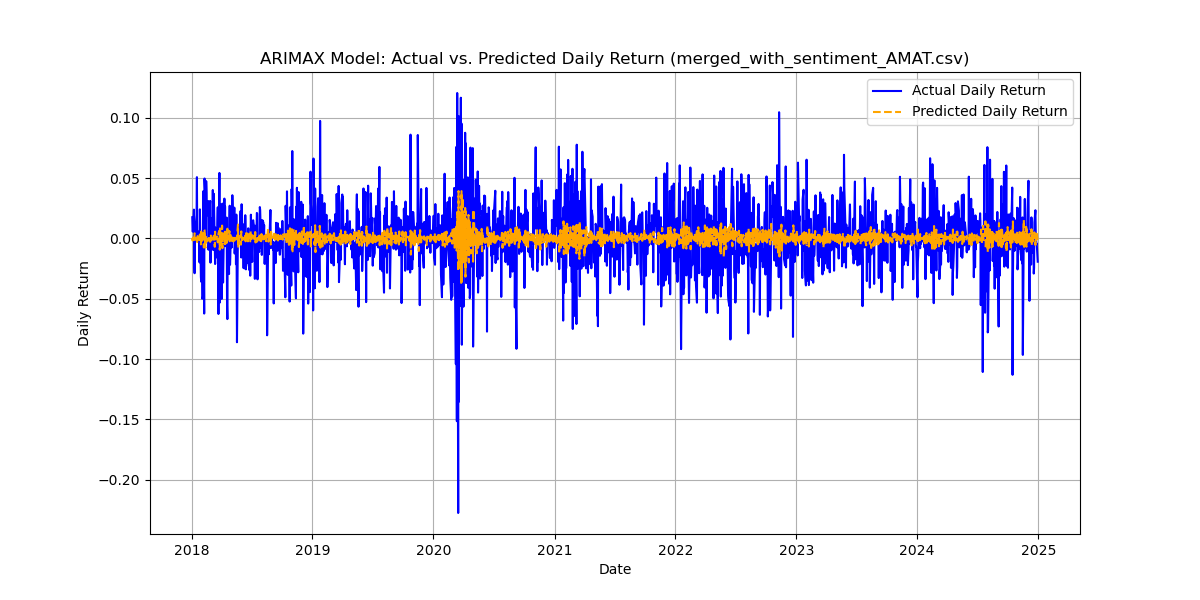 ARIMAX Model: Actual vs. Predicted Daily Return (merged_with_sentiment_AMAT.csv)
Actual Daily Return
Predicted Daily Return
0.10
0.05
0.00
−0.05
−0.10
−0.15
−0.20
Daily Return
2018 2019 2020 2021 2022 2023 2024 2025
Date